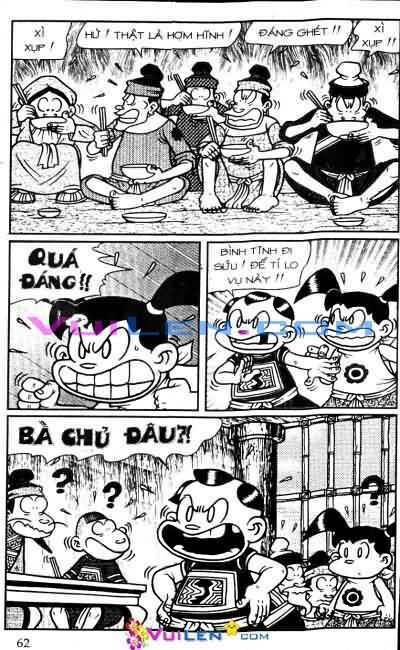 XÌ
XỤP !
HỪ ! THẬT LÀ HỢM HĨNH !
ĐÁNG GHÉT !!
XÌ
XỤP !!
QUÁ
ĐÁNG!!
BÌNH TĨNH ĐI
SỬU ! ĐỂ TÍ LO
VỤ NÀY !!
VUILEN.COM
BÀ CHỦ ĐÂU?!
?
?
?
62
VUILEN.COM